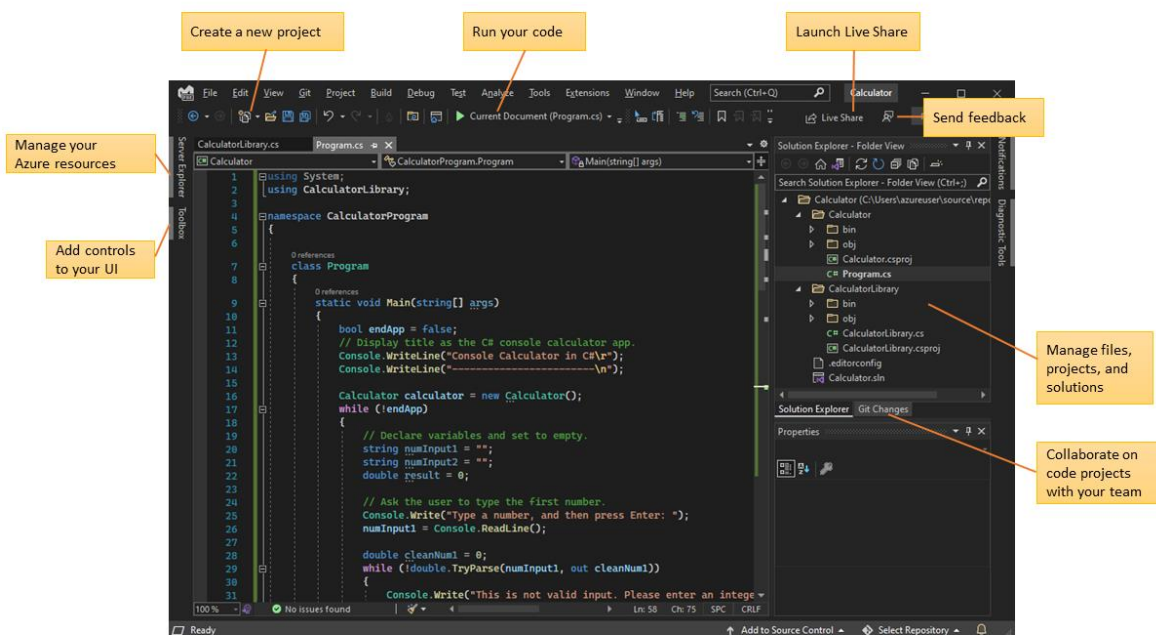 Create a new project
Run your code
Launch Live Share
File Edit View Git Project Build Debug Test Analyze Tools Extensions Window Help Search (Ctrl+Q) Calculator
Current Document (Program.cs)
Live Share
Send feedback
Manage your
Azure resources
Add controls
to your UI
Server Explorer
Toolbox
CalculatorLibrary.cs Program.cs
Calculator CalculatorProgram.Program Main(string[] args)
1 using System;
2 using CalculatorLibrary;
3
4 namespace CalculatorProgram
5 {
6
0 references
7 class Program
8 {
0 references
9 static void Main(string[] args)
10 {
11 bool endApp = false;
12 // Display title as the C# console calculator app.
13 Console.WriteLine("Console Calculator in C#\r");
14 Console.WriteLine("------------------------\n");
15
16 Calculator calculator = new Calculator();
17 while (!endApp)
18 {
19 // Declare variables and set to empty.
20 string numInput1 = "";
21 string numInput2 = "";
22 double result = 0;
23
24 // Ask the user to type the first number.
25 Console.Write("Type a number, and then press Enter: ");
26 numInput1 = Console.ReadLine();
27
28 double cleanNum1 = 0;
29 while (!double.TryParse(numInput1, out cleanNum1))
30 {
31 Console.Write("This is not valid input. Please enter an intege
100 % No issues found Ln: 58 Ch: 75 SPC CRLF
Solution Explorer - Folder View
Search Solution Explorer - Folder View (Ctrl+;)
Calculator (C:\Users\azureuser\source\repo
Calculator
bin
obj
Calculator.csproj
C# Program.cs
CalculatorLibrary
bin
obj
C# CalculatorLibrary.cs
CalculatorLibrary.csproj
.editorconfig
Calculator.sln
Solution Explorer Git Changes
Properties
Notifications
Diagnostic Tools
Manage files,
projects, and
solutions
Collaborate on
code projects
with your team
Ready Add to Source Control Select Repository